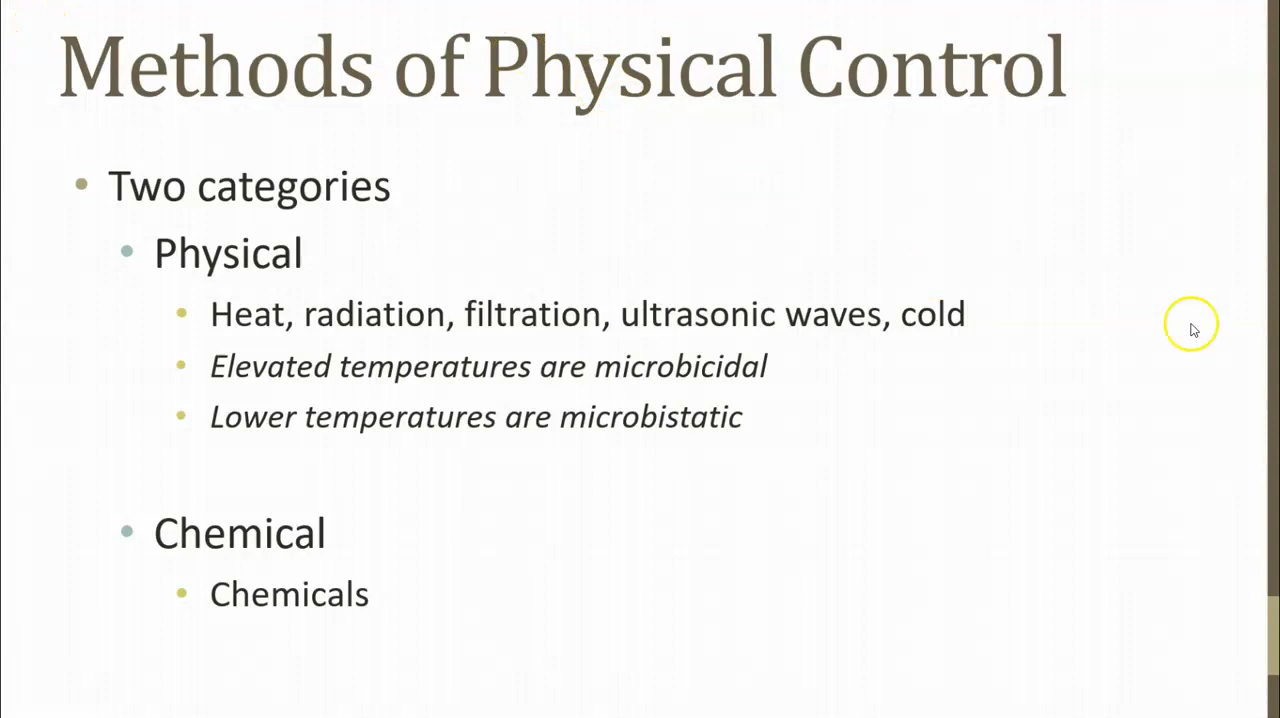 Methods of Physical Control
• Two categories
• Physical
• Heat, radiation, filtration, ultrasonic waves, cold
• Elevated temperatures are microbicidal
• Lower temperatures are microbistatic
• Chemical
• Chemicals